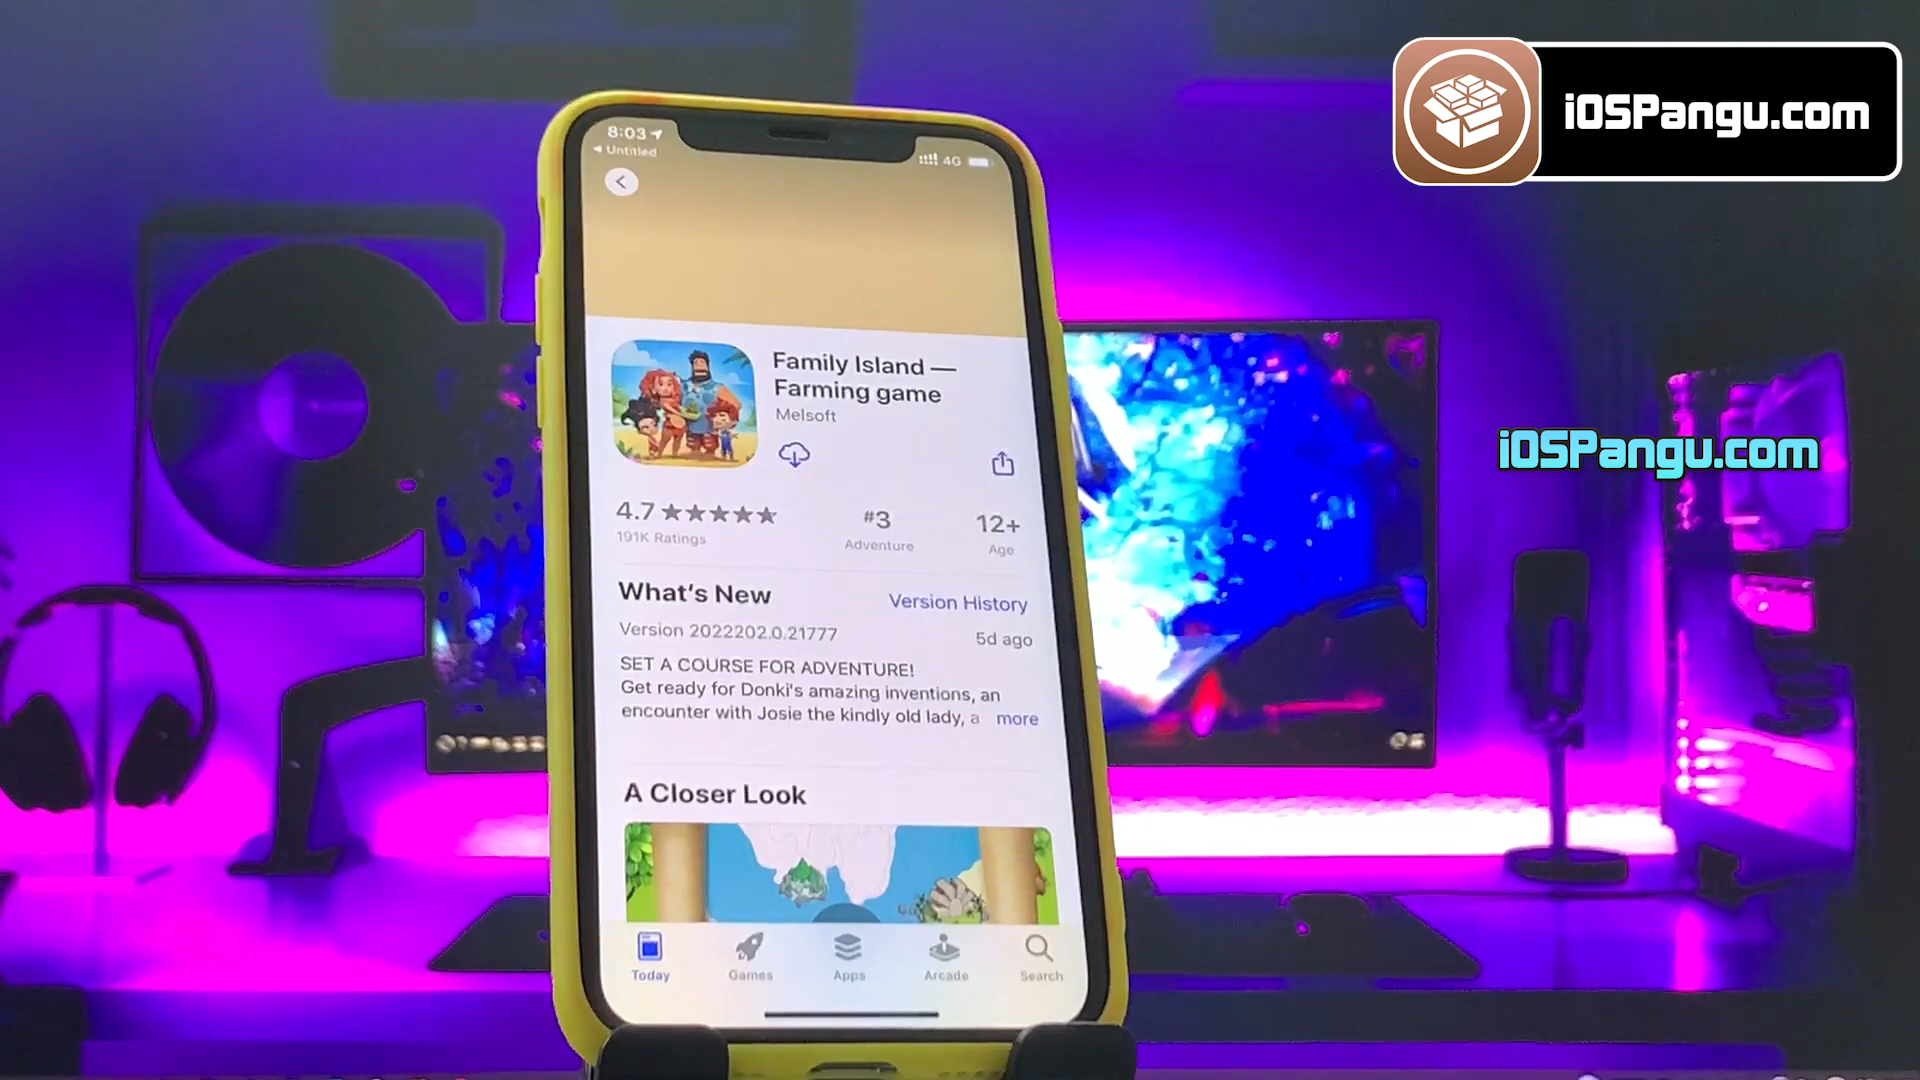 iOSPangu.com
8:03
Untitled
4G
Family Island —
Farming game
Melsoft
iOSPangu.com
4.7
#3
12+
191K Ratings
Adventure
Age
What's New
Version History
Version 2022202.0.21777
5d ago
SET A COURSE FOR ADVENTURE!
Get ready for Donki's amazing inventions, an
encounter with Josie the kindly old lady, a more
A Closer Look
Today
Games
Apps
Arcade
Search